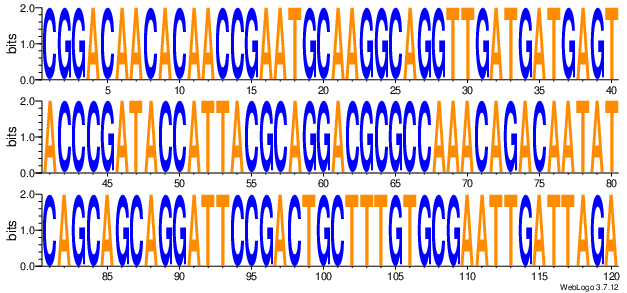 2.0
1.0
0.0
bits
CGGACAACACAACCGAATGCAAGGCAGGTTGATGATGAGT
5 10 15 20 25 30 35 40
2.0
1.0
0.0
bits
ACCCGATACCATTACGCAGGACGCGCCAAACAGACAATAT
45 50 55 60 65 70 75 80
2.0
1.0
0.0
bits
CAGCAGCAGGATTCCGACTGCTTTGTGCGAATTGATTAGA
85 90 95 100 105 110 115 120
WebLogo 3.7.12